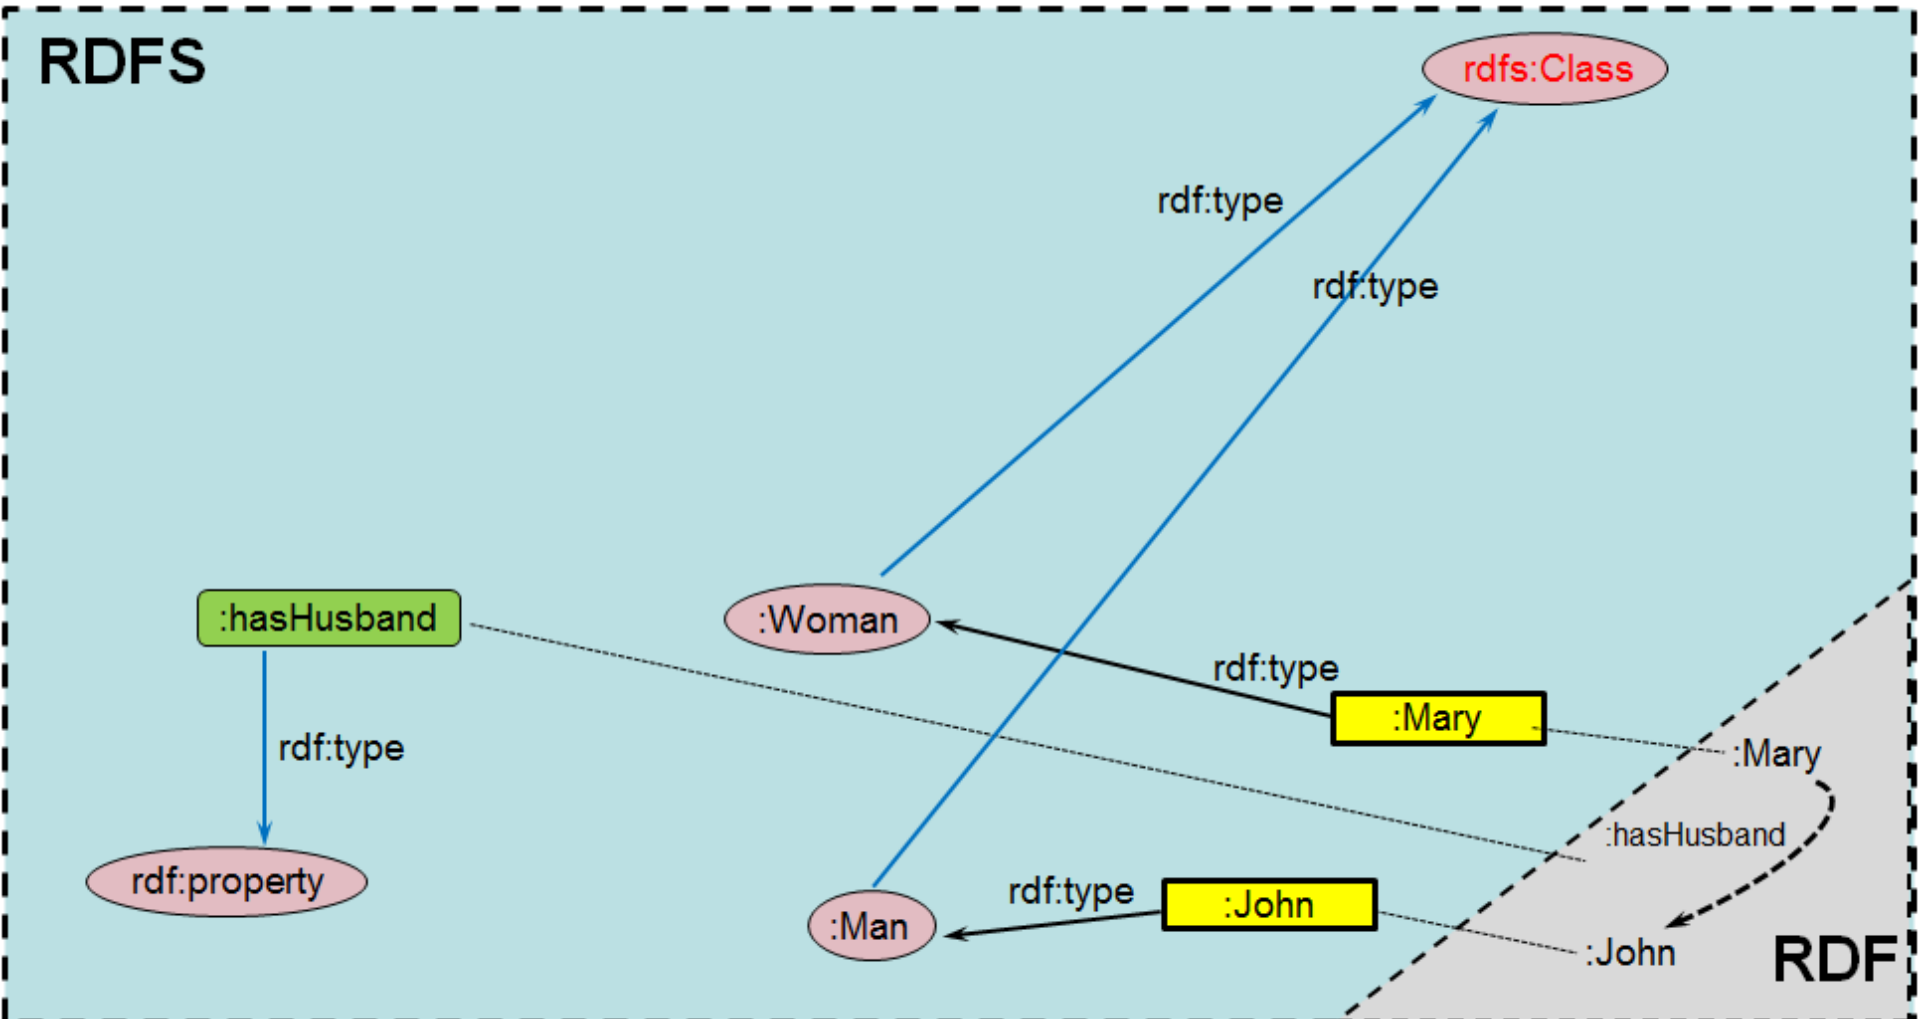 RDFS
rdfs:Class
rdf:type
rdf:type
:hasHusband
:Woman
rdf:type
:Mary
rdf:type
:Mary
:hasHusband
rdf:property
rdf:type
:John
:Man
:John
RDF